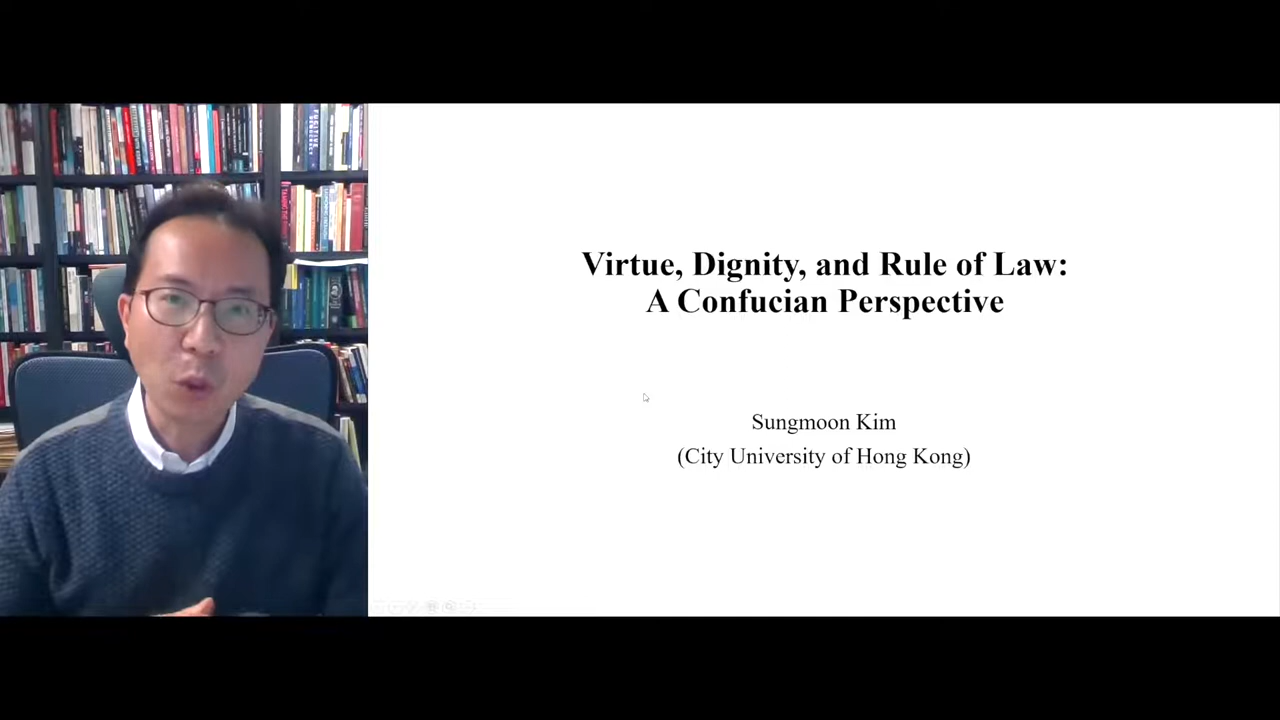 Virtue, Dignity, and Rule of Law:
A Confucian Perspective
Sungmoon Kim
(City University of Hong Kong)